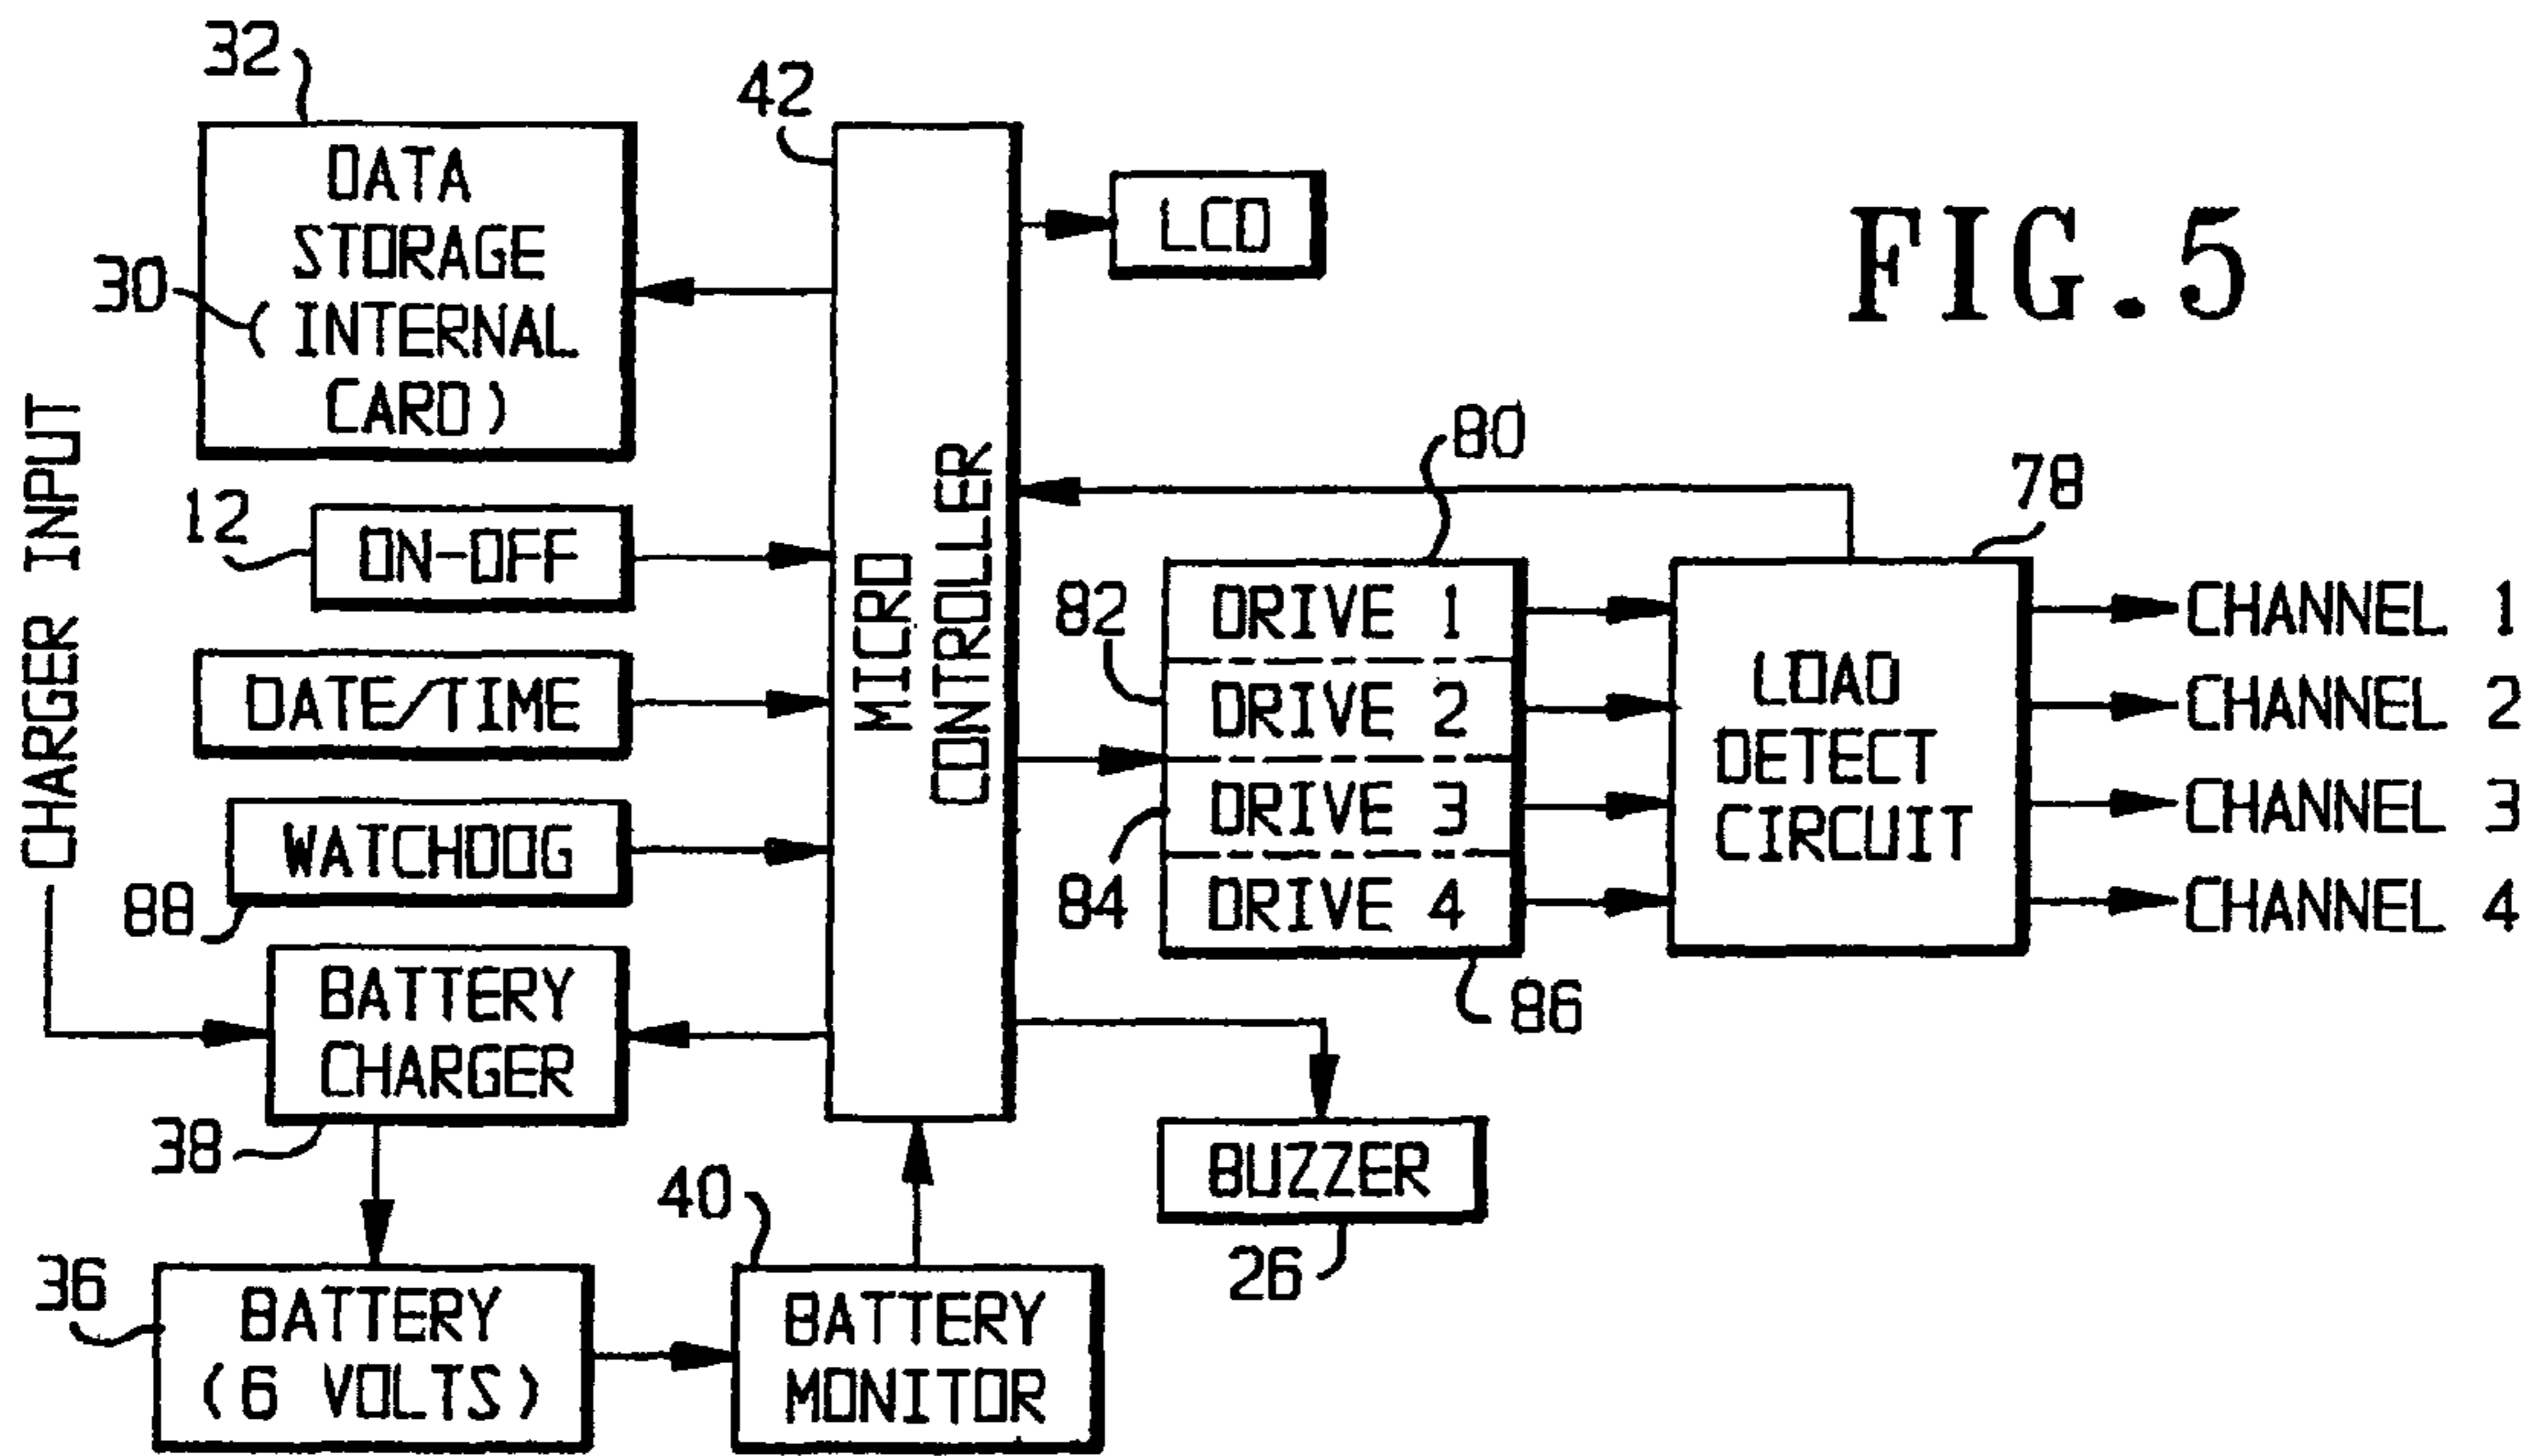 FIG.5
32
DATA
STORAGE
30
( INTERNAL
CARD )
42
MICRO
CONTROLLER
LCD
CHARGER INPUT
12
ON-OFF
DATE/TIME
WATCHDOG
88
BATTERY
CHARGER
38
36
BATTERY
(6 VOLTS)
40
BATTERY
MONITOR
80
82
DRIVE 1
DRIVE 2
DRIVE 3
84
DRIVE 4
86
78
LOAD
DETECT
CIRCUIT
CHANNEL 1
CHANNEL 2
CHANNEL 3
CHANNEL 4
BUZZER
26